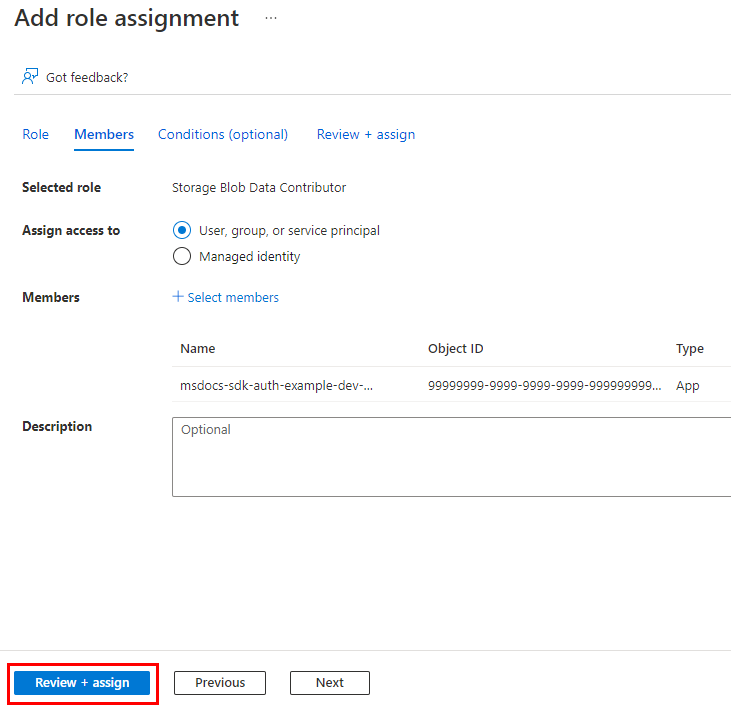 Add role assignment ...
Got feedback?
Role Members Conditions (optional) Review + assign
Selected role Storage Blob Data Contributor
Assign access to User, group, or service principal
Managed identity
Members + Select members
Name Object ID Type
msdocs-sdk-auth-example-dev-... 99999999-9999-9999-9999-999999999... App
Description Optional
Review + assign Previous Next